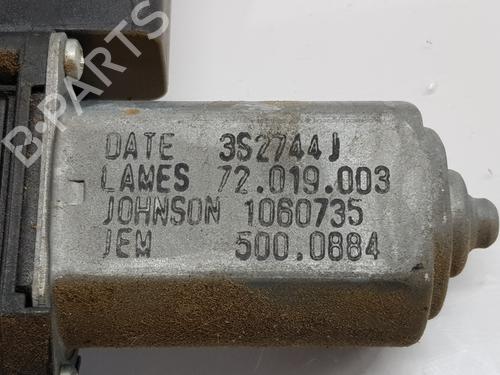 B-PARTS
DATE 3S2744J
LAMES 72.019.003
JOHNSON 1060735
JEM 500.0884